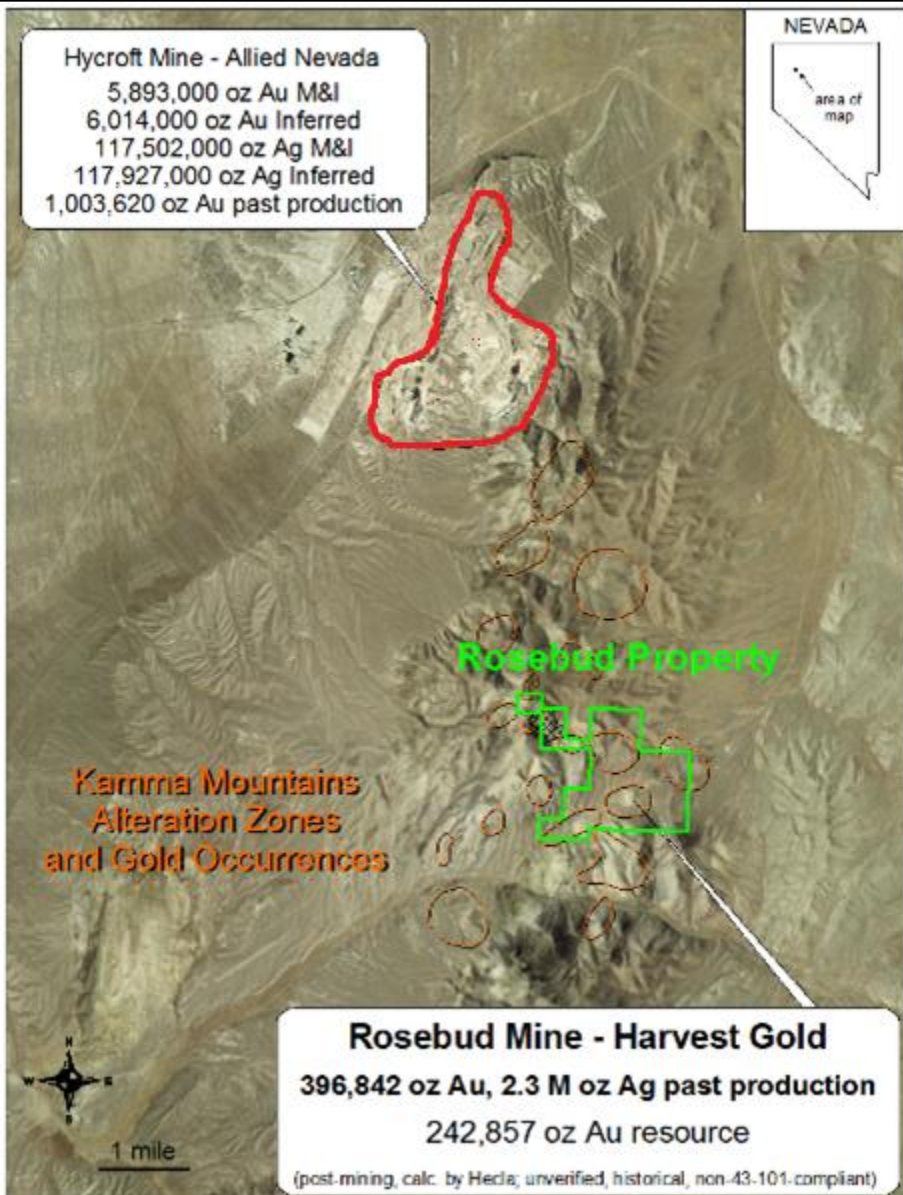 Hycroft Mine - Allied Nevada
5,893,000 oz Au M&I
6,014,000 oz Au Inferred
117,502,000 oz Ag M&I
117,927,000 oz Ag Inferred
1,003,620 oz Au past production
NEVADA
area of
map
Rosebud Property
Kamma Mountains
Alteration Zones
and Gold Occurrences
N
W
E
S
1 mile
Rosebud Mine - Harvest Gold
396,842 oz Au, 2.3 M oz Ag past production
242,857 oz Au resource
(post-mining, calc. by Hecla; unverified, historical, non-43-101-compliant)